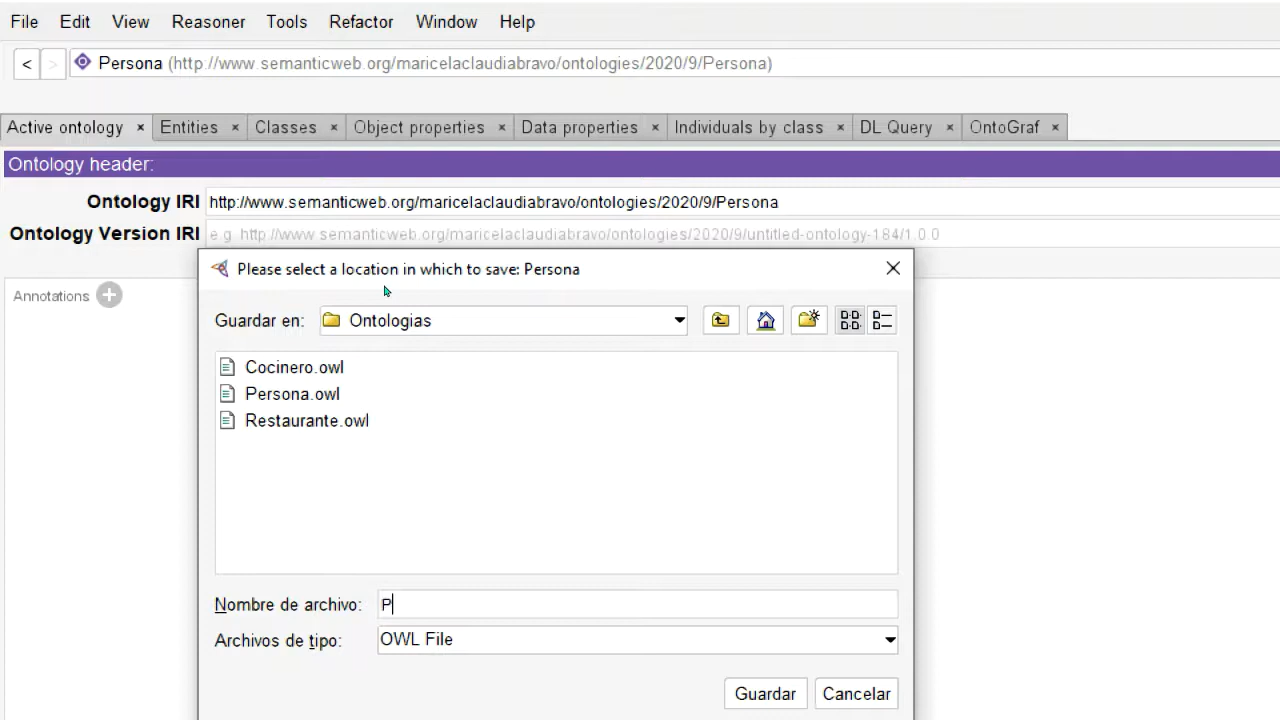 File Edit View Reasoner Tools Refactor Window Help
< > Persona (http://www.semanticweb.org/maricelaclaudiabravo/ontologies/2020/9/Persona)
Active ontology × Entities × Classes × Object properties × Data properties × Individuals by class × DL Query × OntoGraf ×
Ontology header:
Ontology IRI http://www.semanticweb.org/maricelaclaudiabravo/ontologies/2020/9/Persona
Ontology Version IRI e.g. http://www.semanticweb.org/maricelaclaudiabravo/ontologies/2020/9/untitled-ontology-184/1.0.0
Annotations
Please select a location in which to save: Persona
Guardar en: Ontologias
Cocinero.owl
Persona.owl
Restaurante.owl
Nombre de archivo: P
Archivos de tipo: OWL File
Guardar Cancelar